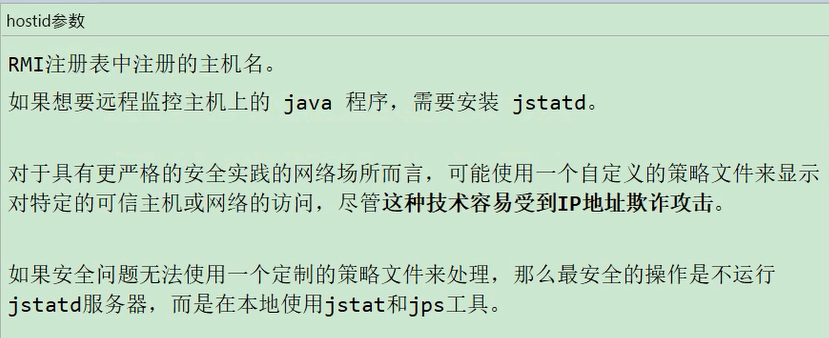 hostid参数
RMI注册表中注册的主机名。
如果想要远程监控主机上的 java 程序，需要安装 jstatd。
对于具有更严格的安全实践的网络场所而言，可能使用一个自定义的策略文件来显示
对特定的可信主机或网络的访问，尽管这种技术容易受到IP地址欺诈攻击。
如果安全问题无法使用一个定制的策略文件来处理，那么最安全的操作是不运行
jstatd服务器，而是在本地使用jstat和jps工具。